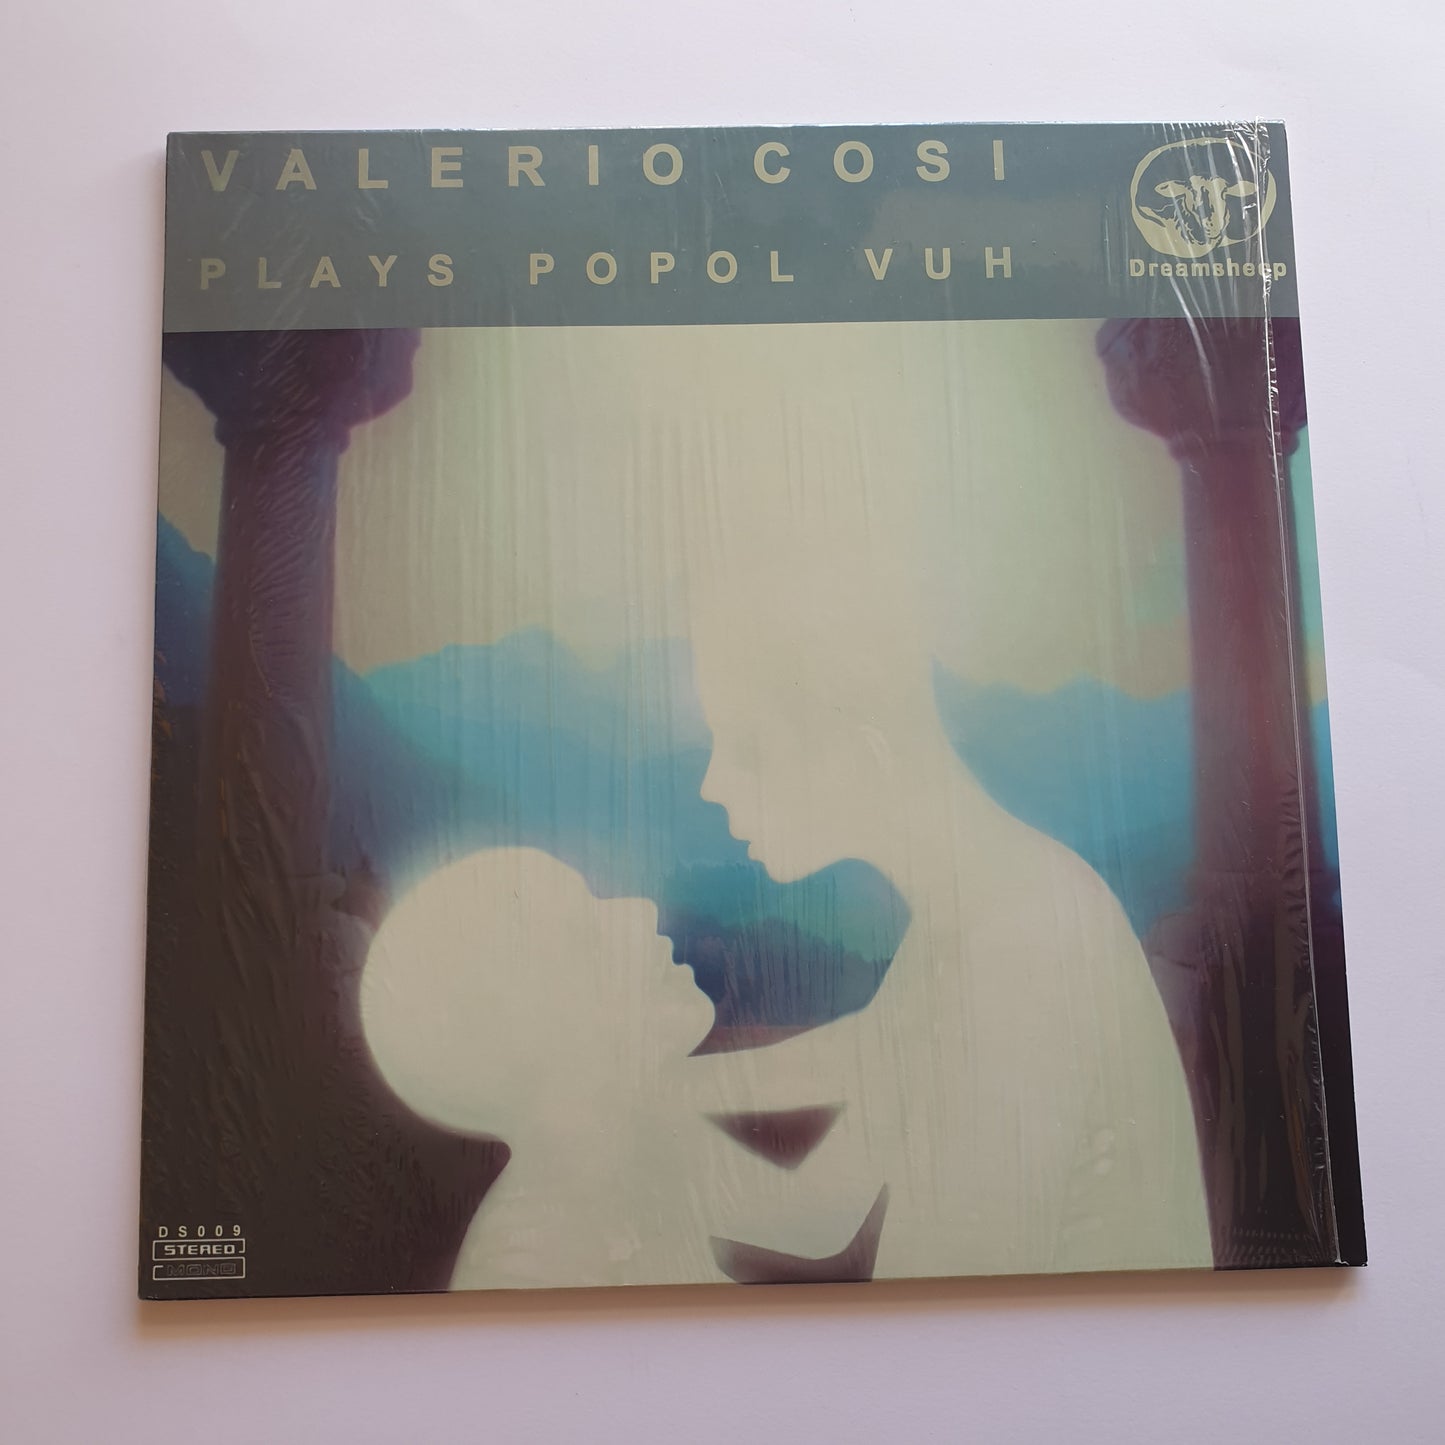 VALERIO COSI
PLAYS POPOL VUH
Dreamsheep
DS009
STEREO
MONO